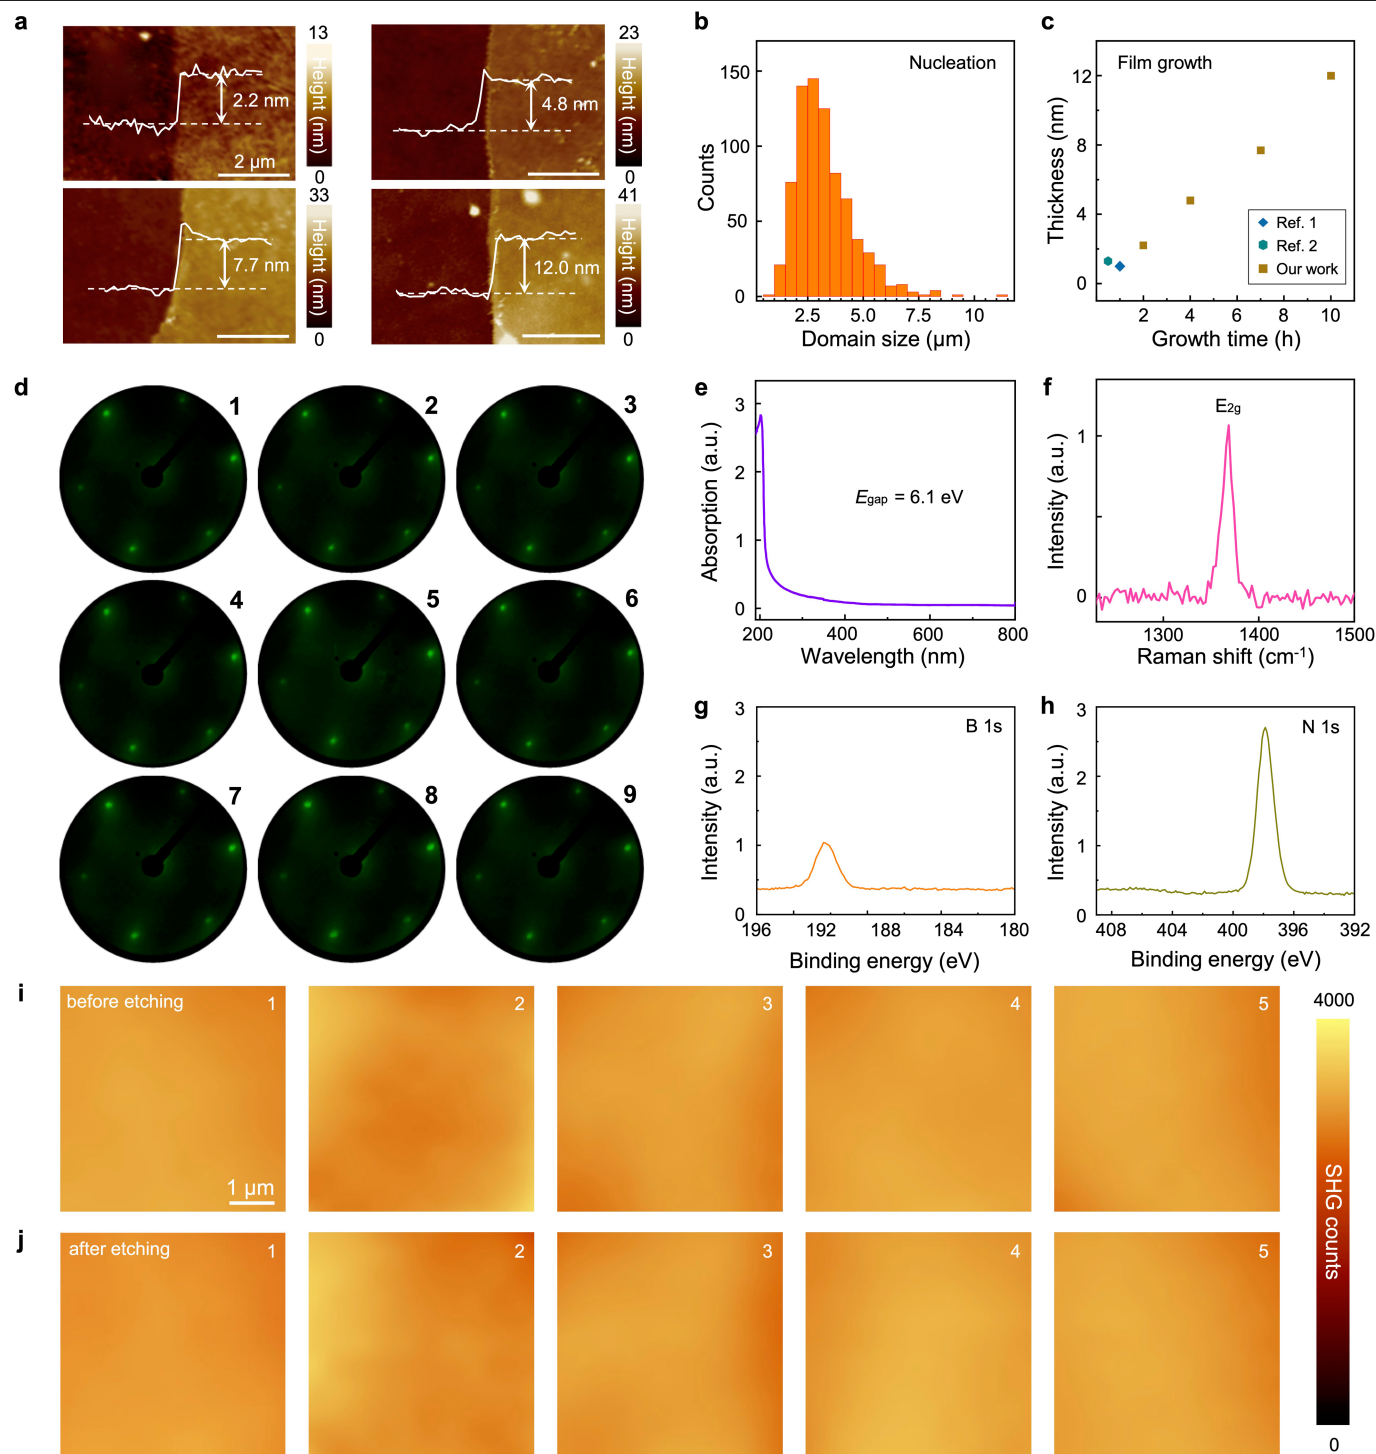 a
13
Height (nm)
0
2.2 nm
2 µm
23
Height (nm)
0
4.8 nm
33
Height (nm)
0
7.7 nm
41
Height (nm)
0
12.0 nm
b
Nucleation
150
100
50
0
Counts
2.5 5.0 7.5 10
Domain size (µm)
c
Film growth
12
8
4
0
Thickness (nm)
Ref. 1
Ref. 2
Our work
2 4 6 8 10
Growth time (h)
d
1 2 3
4 5 6
7 8 9
e
3
2
1
0
Absorption (a.u.)
Egap = 6.1 eV
200 400 600 800
Wavelength (nm)
f
E2g
1
0
Intensity (a.u.)
1300 1400 1500
Raman shift (cm-1)
g
B 1s
3
2
1
0
Intensity (a.u.)
196 192 188 184 180
Binding energy (eV)
h
N 1s
3
2
1
0
Intensity (a.u.)
408 404 400 396 392
Binding energy (eV)
i
before etching 1 2 3 4 5
1 µm
j
after etching 1 2 3 4 5
4000
SHG counts
0